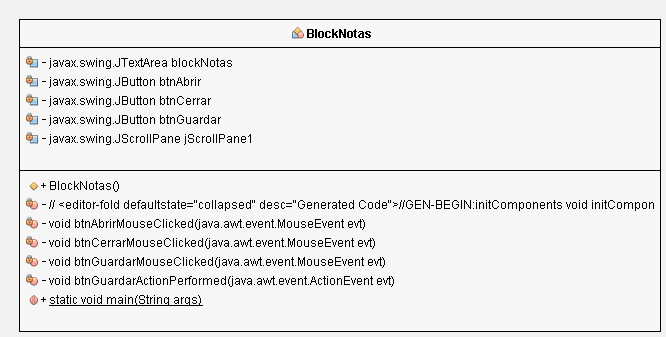 BlockNotas
- javax.swing.JTextArea blockNotas
- javax.swing.JButton btnAbrir
- javax.swing.JButton btnCerrar
- javax.swing.JButton btnGuardar
- javax.swing.JScrollPane jScrollPane1
+ BlockNotas()
- // <editor-fold defaultstate="collapsed" desc="Generated Code">//GEN-BEGIN:initComponents void initCompon
- void btnAbrirMouseClicked(java.awt.event.MouseEvent evt)
- void btnCerrarMouseClicked(java.awt.event.MouseEvent evt)
- void btnGuardarMouseClicked(java.awt.event.MouseEvent evt)
- void btnGuardarActionPerformed(java.awt.event.ActionEvent evt)
+ static void main(String args)